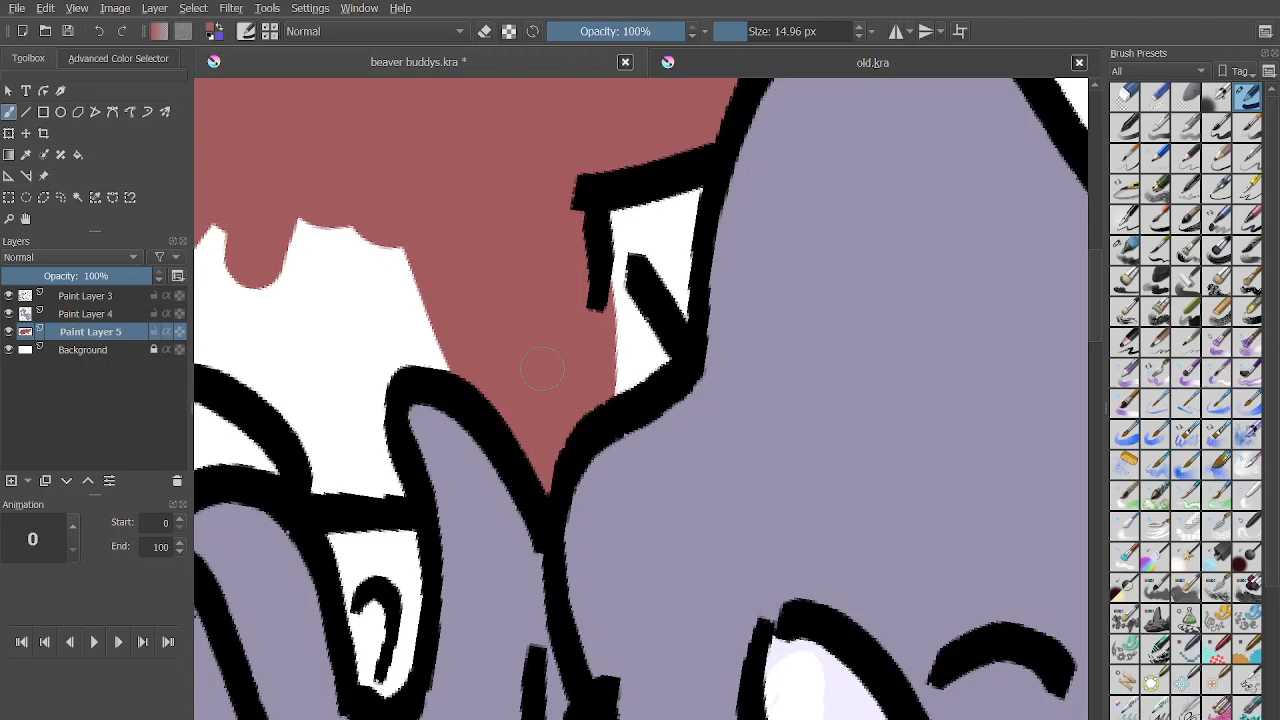 File Edit View Image Layer Select Filter Tools Settings Window Help
Normal Opacity: 100% Size: 14.96 px
Toolbox Advanced Color Selector
beaver buddys.kra * old.kra
Brush Presets
All Tag
Layers
Normal
Opacity: 100%
Paint Layer 3
Paint Layer 4
Paint Layer 5
Background
Animation
0
Start: 0
End: 100